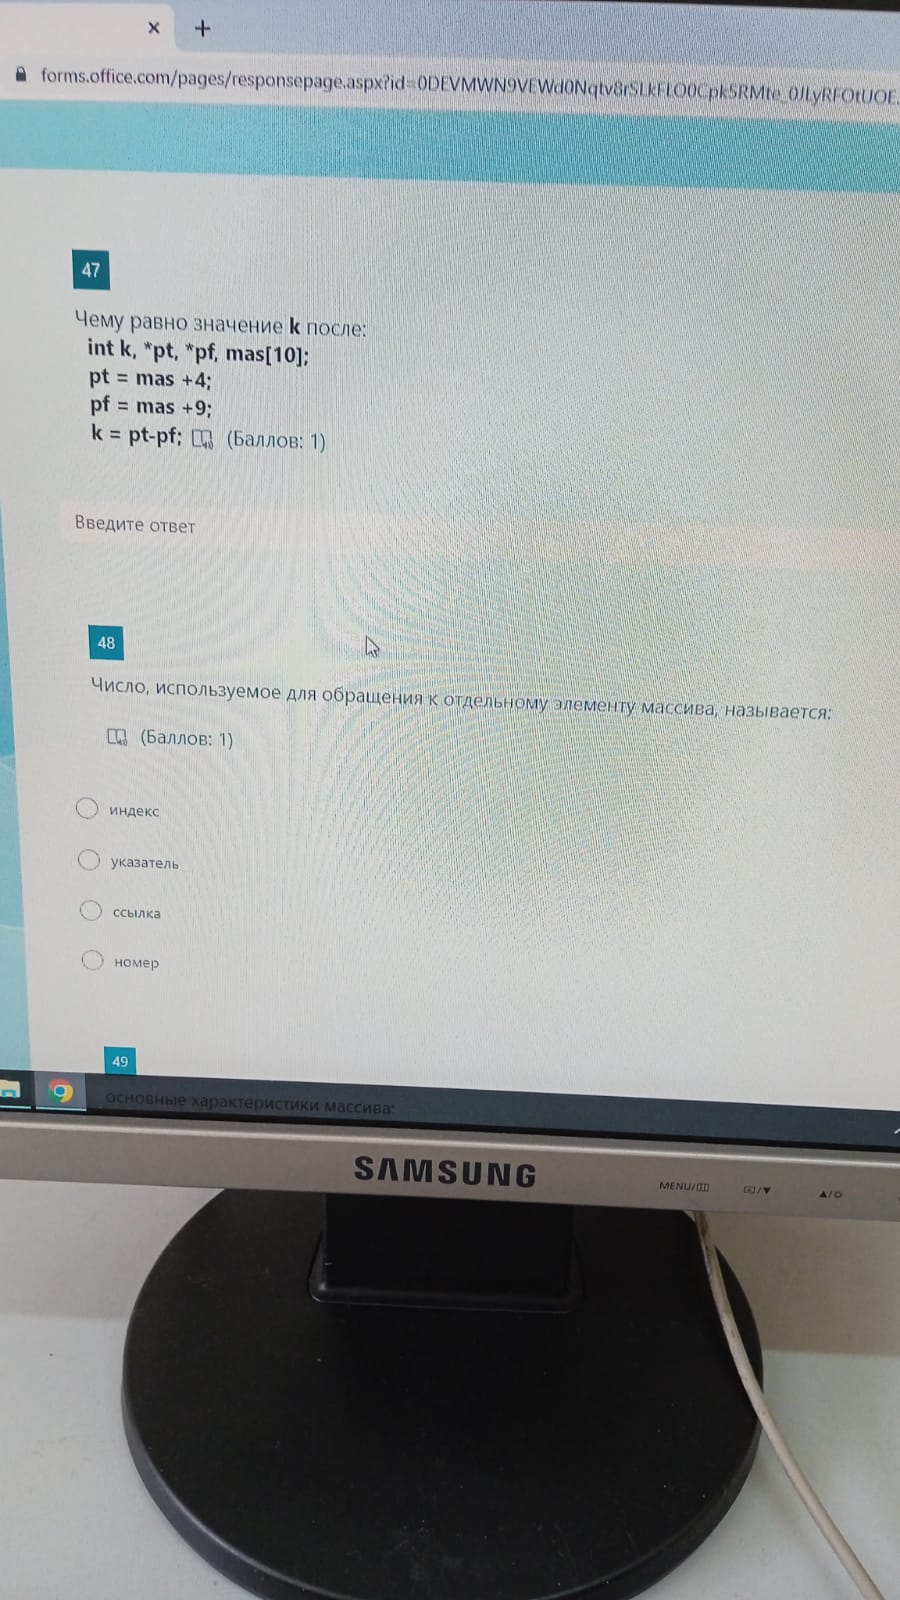 forms.office.com/pages/responsepage.aspx?id=0DEVMWN9VEWd0Nqtv8rSLkFLO0Cpk5RMte_0JLyRFOtUOE
47
Чему равно значение k после:
int k, *pt, *pf, mas[10];
pt = mas +4;
pf = mas +9;
k = pt-pf; (Баллов: 1)
Введите ответ
48
Число, используемое для обращения к отдельному элементу массива, называется:
(Баллов: 1)
индекс
указатель
ссылка
номер
49
основные характеристики массива:
SAMSUNG
MENU/